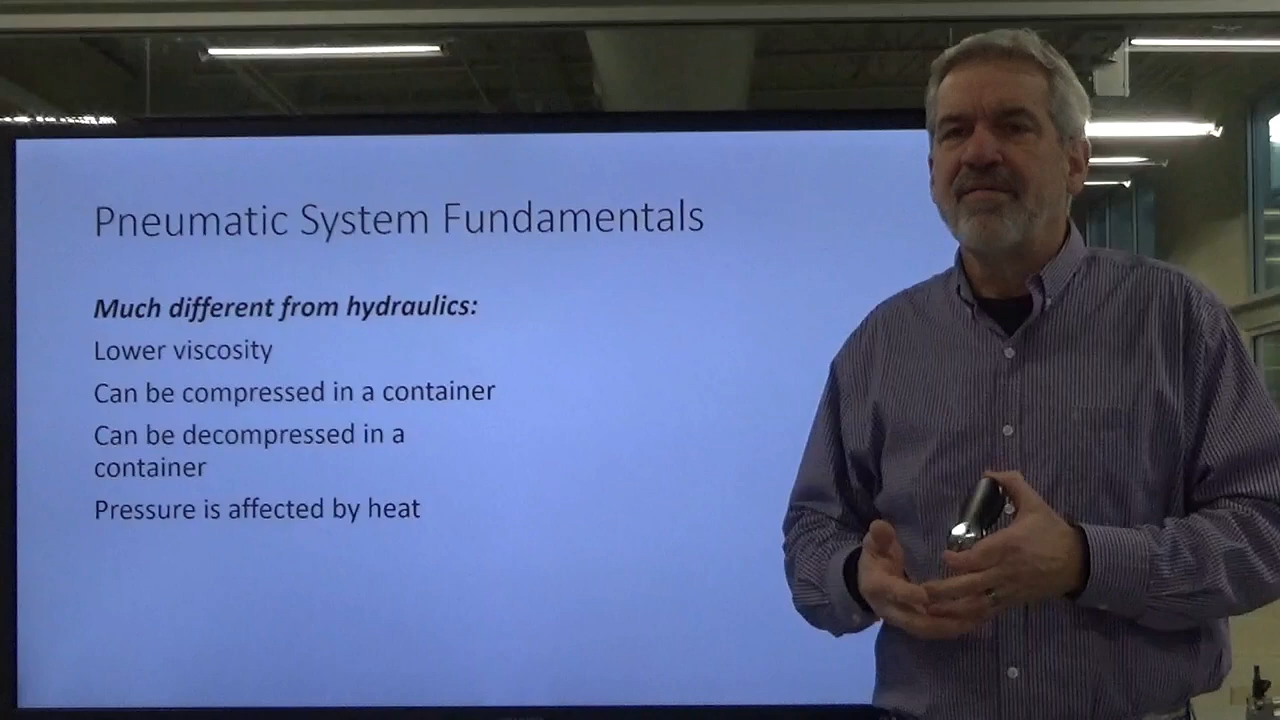 Pneumatic System Fundamentals
Much different from hydraulics:
Lower viscosity
Can be compressed in a container
Can be decompressed in a
container
Pressure is affected by heat